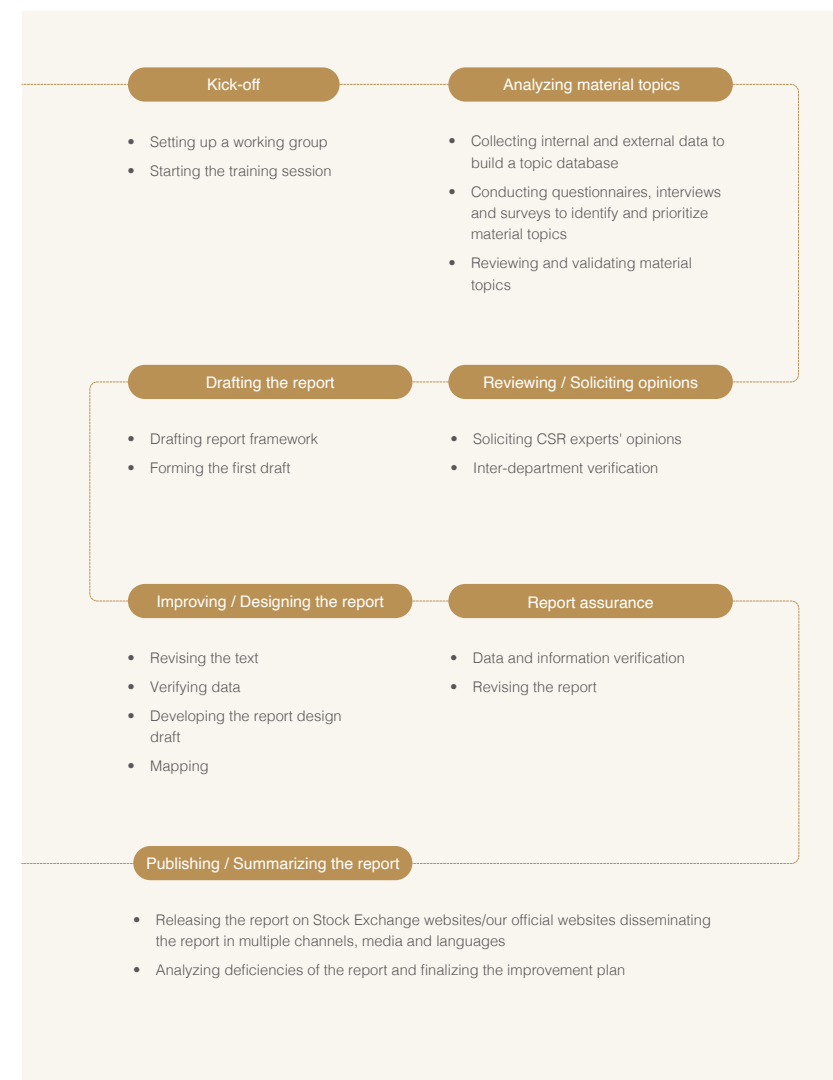 Kick-off
• Setting up a working group
• Starting the training session
Analyzing material topics
• Collecting internal and external data to
build a topic database
• Conducting questionnaires, interviews
and surveys to identify and prioritize
material topics
• Reviewing and validating material
topics
Drafting the report
• Drafting report framework
• Forming the first draft
Reviewing / Soliciting opinions
• Soliciting CSR experts' opinions
• Inter-department verification
Improving / Designing the report
• Revising the text
• Verifying data
• Developing the report design
draft
• Mapping
Report assurance
• Data and information verification
• Revising the report
Publishing / Summarizing the report
• Releasing the report on Stock Exchange websites/our official websites disseminating
the report in multiple channels, media and languages
• Analyzing deficiencies of the report and finalizing the improvement plan